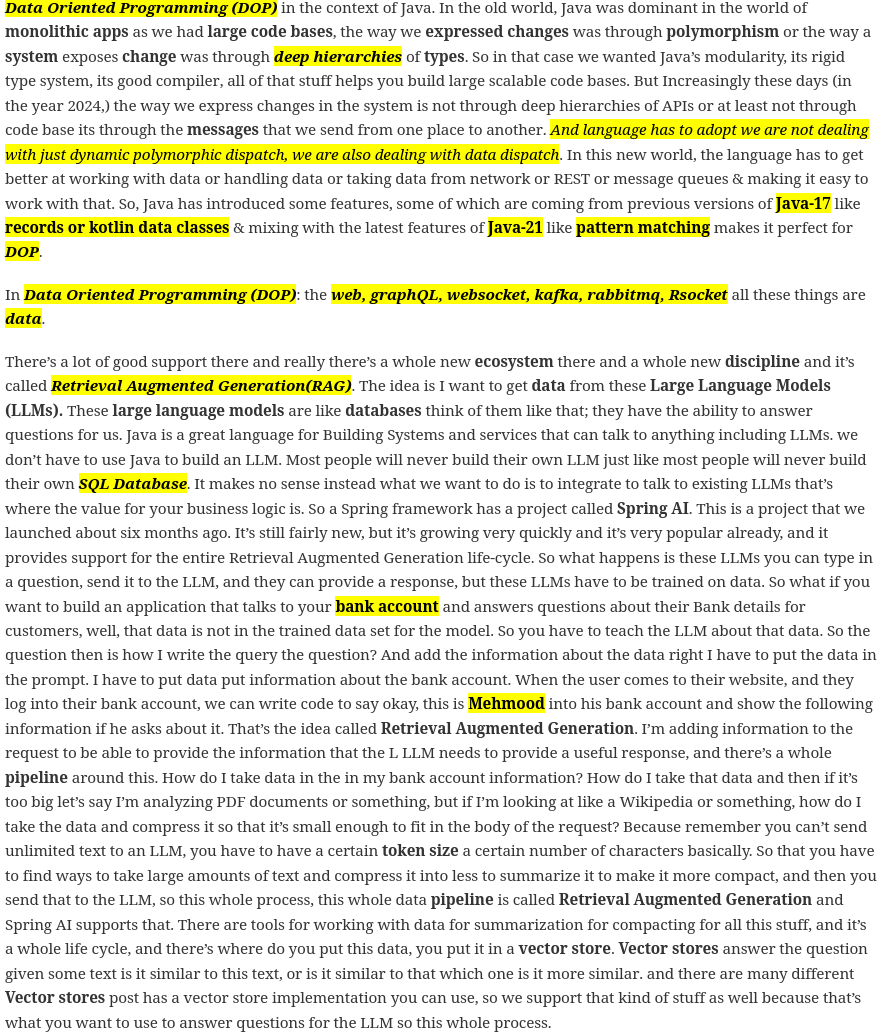 Data Oriented Programming (DOP) in the context of Java. In the old world, Java was dominant in the world of
monolithic apps as we had large code bases, the way we expressed changes was through polymorphism or the way a
system exposes change was through deep hierarchies of types. So in that case we wanted Java’s modularity, its rigid
type system, its good compiler, all of that stuff helps you build large scalable code bases. But Increasingly these days (in
the year 2024,) the way we express changes in the system is not through deep hierarchies of APIs or at least not through
code base its through the messages that we send from one place to another. And language has to adopt we are not dealing
with just dynamic polymorphic dispatch, we are also dealing with data dispatch. In this new world, the language has to get
better at working with data or handling data or taking data from network or REST or message queues & making it easy to
work with that. So, Java has introduced some features, some of which are coming from previous versions of Java-17 like
records or kotlin data classes & mixing with the latest features of Java-21 like pattern matching makes it perfect for
DOP.
In Data Oriented Programming (DOP): the web, graphQL, websocket, kafka, rabbitmq, Rsocket all these things are
data.
There’s a lot of good support there and really there’s a whole new ecosystem there and a whole new discipline and it’s
called Retrieval Augmented Generation(RAG). The idea is I want to get data from these Large Language Models
(LLMs). These large language models are like databases think of them like that; they have the ability to answer
questions for us. Java is a great language for Building Systems and services that can talk to anything including LLMs. we
don’t have to use Java to build an LLM. Most people will never build their own LLM just like most people will never build
their own SQL Database. It makes no sense instead what we want to do is to integrate to talk to existing LLMs that’s
where the value for your business logic is. So a Spring framework has a project called Spring AI. This is a project that we
launched about six months ago. It’s still fairly new, but it’s growing very quickly and it’s very popular already, and it
provides support for the entire Retrieval Augmented Generation life-cycle. So what happens is these LLMs you can type in
a question, send it to the LLM, and they can provide a response, but these LLMs have to be trained on data. So what if you
want to build an application that talks to your bank account and answers questions about their Bank details for
customers, well, that data is not in the trained data set for the model. So you have to teach the LLM about that data. So the
question then is how I write the query the question? And add the information about the data right I have to put the data in
the prompt. I have to put data put information about the bank account. When the user comes to their website, and they
log into their bank account, we can write code to say okay, this is Mehmood into his bank account and show the following
information if he asks about it. That’s the idea called Retrieval Augmented Generation. I’m adding information to the
request to be able to provide the information that the L LLM needs to provide a useful response, and there’s a whole
pipeline around this. How do I take data in the in my bank account information? How do I take that data and then if it’s
too big let’s say I’m analyzing PDF documents or something, but if I’m looking at like a Wikipedia or something, how do I
take the data and compress it so that it’s small enough to fit in the body of the request? Because remember you can’t send
unlimited text to an LLM, you have to have a certain token size a certain number of characters basically. So that you have
to find ways to take large amounts of text and compress it into less to summarize it to make it more compact, and then you
send that to the LLM, so this whole process, this whole data pipeline is called Retrieval Augmented Generation and
Spring AI supports that. There are tools for working with data for summarization for compacting for all this stuff, and it’s
a whole life cycle, and there’s where do you put this data, you put it in a vector store. Vector stores answer the question
given some text is it similar to this text, or is it similar to that which one is it more similar. and there are many different
Vector stores post has a vector store implementation you can use, so we support that kind of stuff as well because that’s
what you want to use to answer questions for the LLM so this whole process.